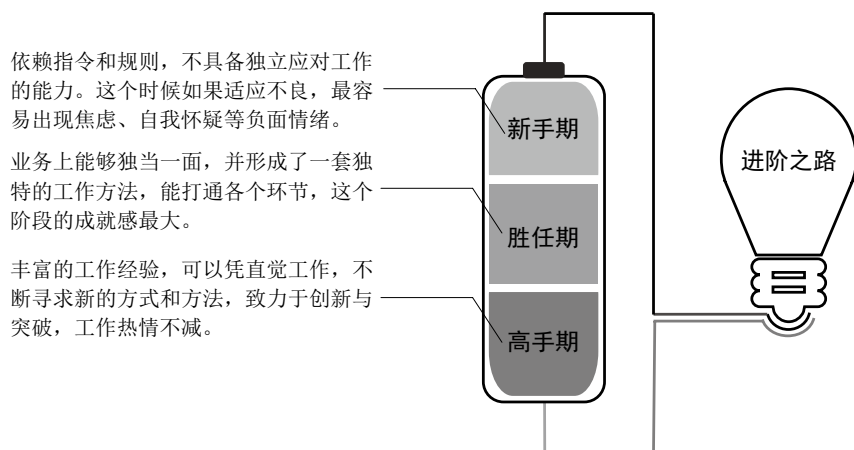 依赖指令和规则，不具备独立应对工作
的能力。这个时候如果适应不良，最容
易出现焦虑、自我怀疑等负面情绪。
新手期
业务上能够独当一面，并形成了一套独
特的工作方法，能打通各个环节，这个
阶段的成就感最大。
胜任期
丰富的工作经验，可以凭直觉工作，不
断寻求新的方式和方法，致力于创新与
突破，工作热情不减。
高手期
进阶之路